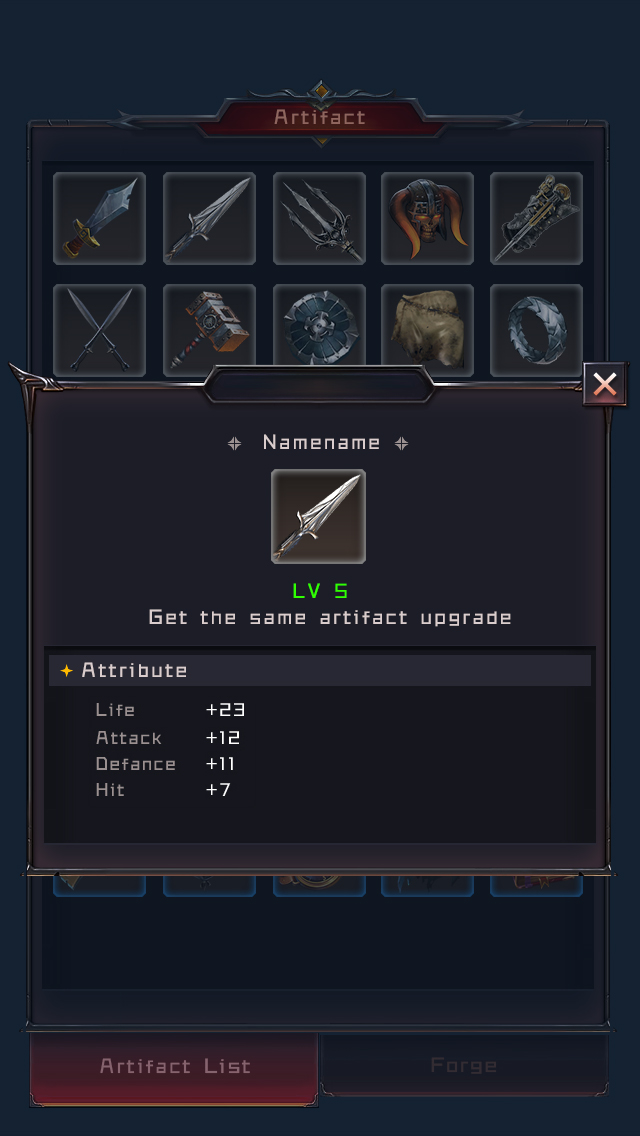 Artifact
Namename
LV 5
Get the same artifact upgrade
Attribute
Life +23
Attack +12
Defance +11
Hit +7
Artifact List
Forge